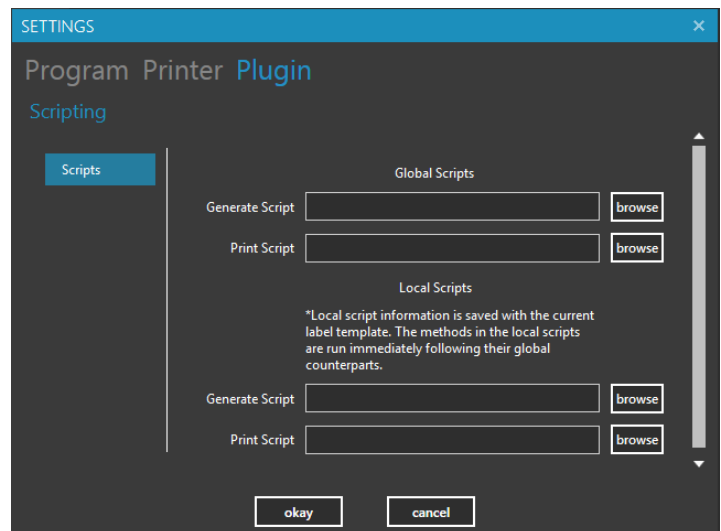 SETTINGS
Program Printer Plugin
Scripting
Scripts
Global Scripts
Generate Script browse
Print Script browse
Local Scripts
*Local script information is saved with the current
label template. The methods in the local scripts
are run immediately following their global
counterparts.
Generate Script browse
Print Script browse
okay cancel